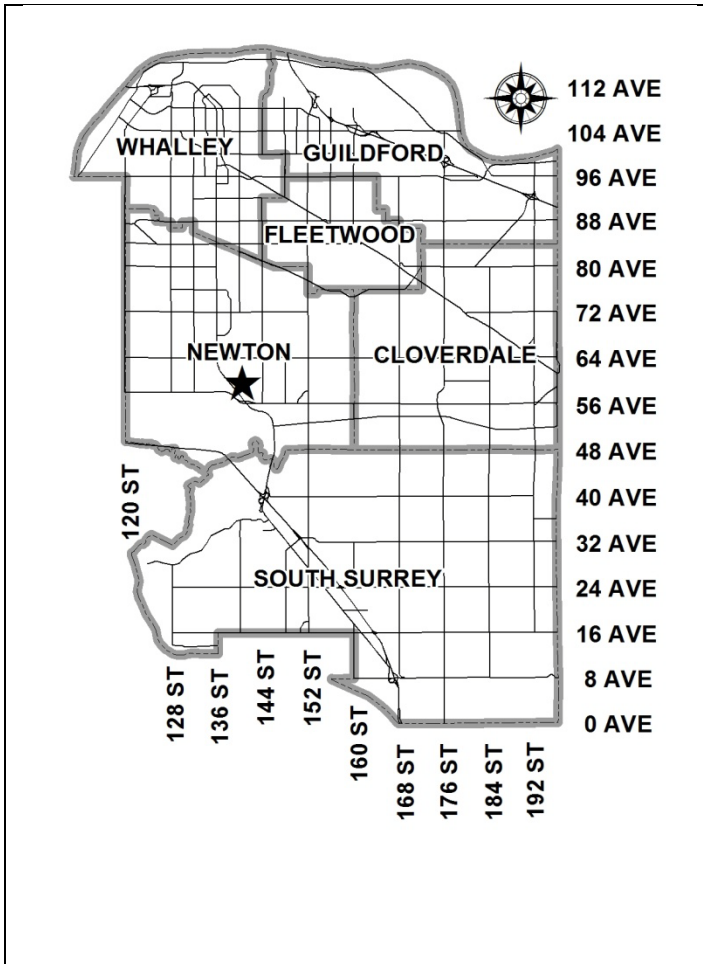 112 AVE
104 AVE
WHALLEY
GUILDFORD
96 AVE
88 AVE
FLEETWOOD
80 AVE
72 AVE
NEWTON
CLOVERDALE
64 AVE
56 AVE
48 AVE
120 ST
40 AVE
32 AVE
SOUTH SURREY
24 AVE
16 AVE
8 AVE
0 AVE
128 ST
136 ST
144 ST
152 ST
160 ST
168 ST
176 ST
184 ST
192 ST